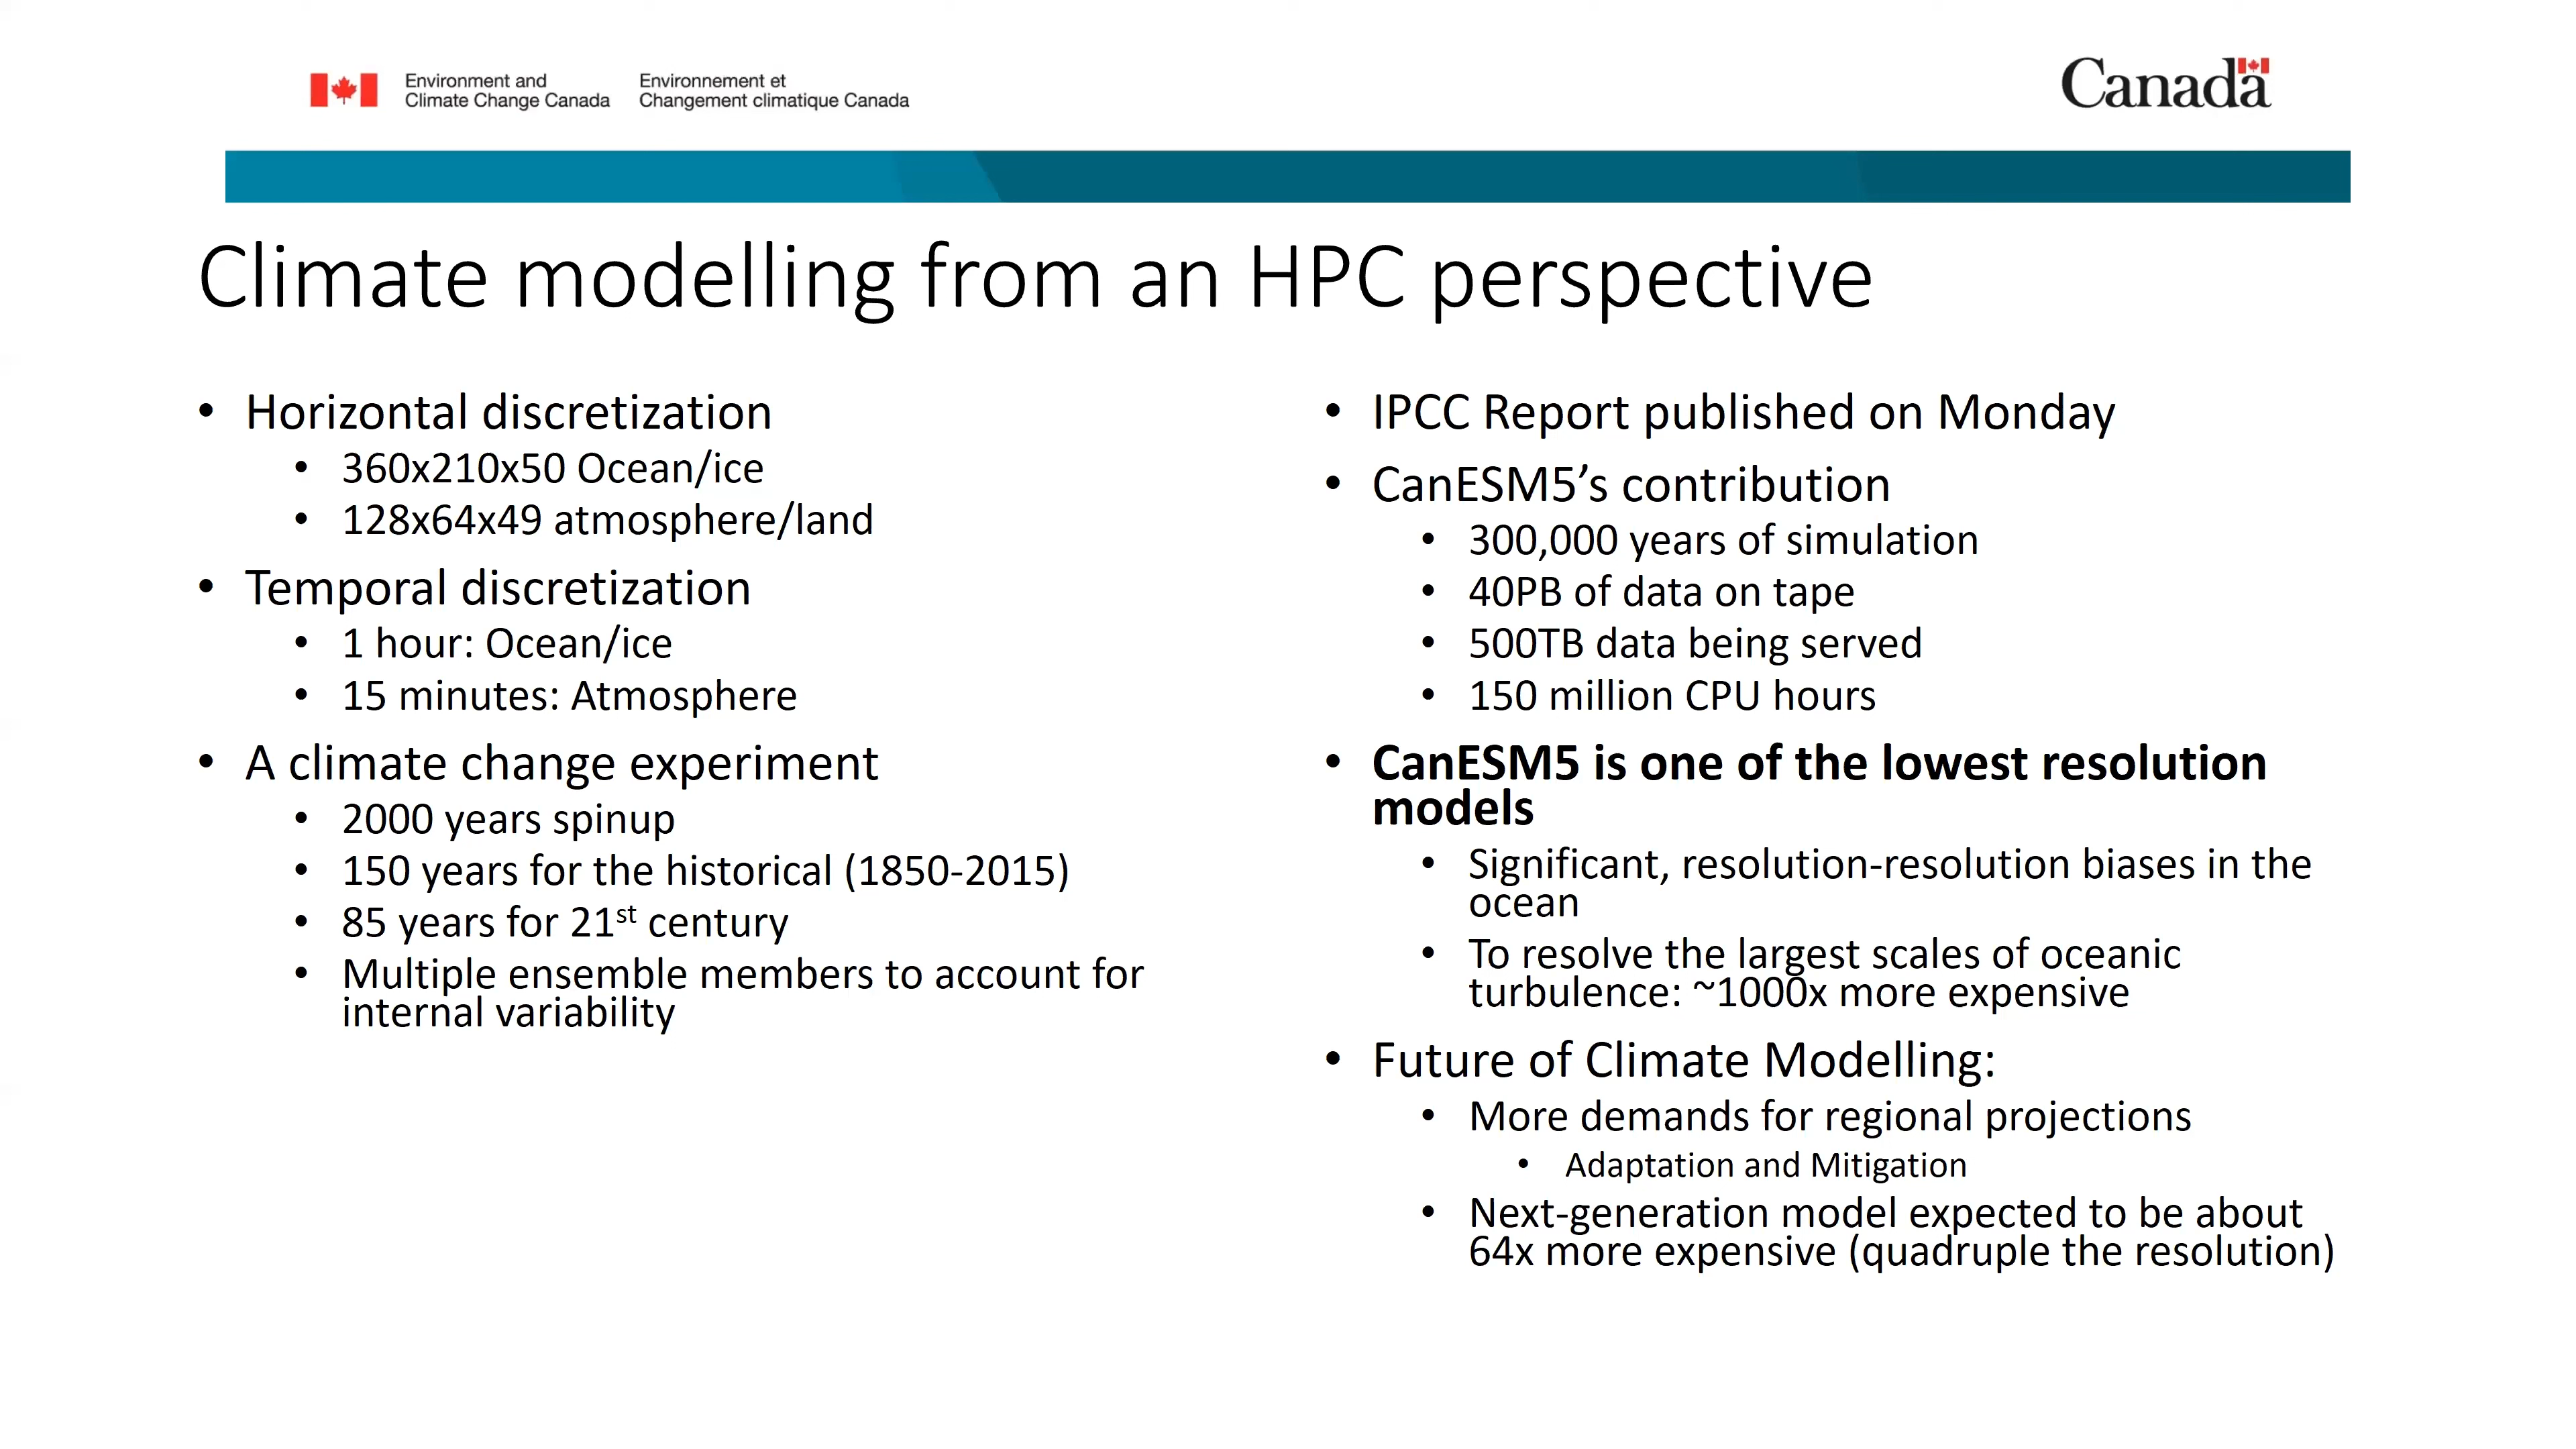 Environment and
Climate Change Canada
Environnement et
Changement climatique Canada
Canada
Climate modelling from an HPC perspective
• Horizontal discretization
• 360x210x50 Ocean/ice
• 128x64x49 atmosphere/land
• Temporal discretization
• 1 hour: Ocean/ice
• 15 minutes: Atmosphere
• A climate change experiment
• 2000 years spinup
• 150 years for the historical (1850-2015)
• 85 years for 21st century
• Multiple ensemble members to account for
internal variability
• IPCC Report published on Monday
• CanESM5’s contribution
• 300,000 years of simulation
• 40PB of data on tape
• 500TB data being served
• 150 million CPU hours
• CanESM5 is one of the lowest resolution
models
• Significant, resolution-resolution biases in the
ocean
• To resolve the largest scales of oceanic
turbulence: ~1000x more expensive
• Future of Climate Modelling:
• More demands for regional projections
• Adaptation and Mitigation
• Next-generation model expected to be about
64x more expensive (quadruple the resolution)